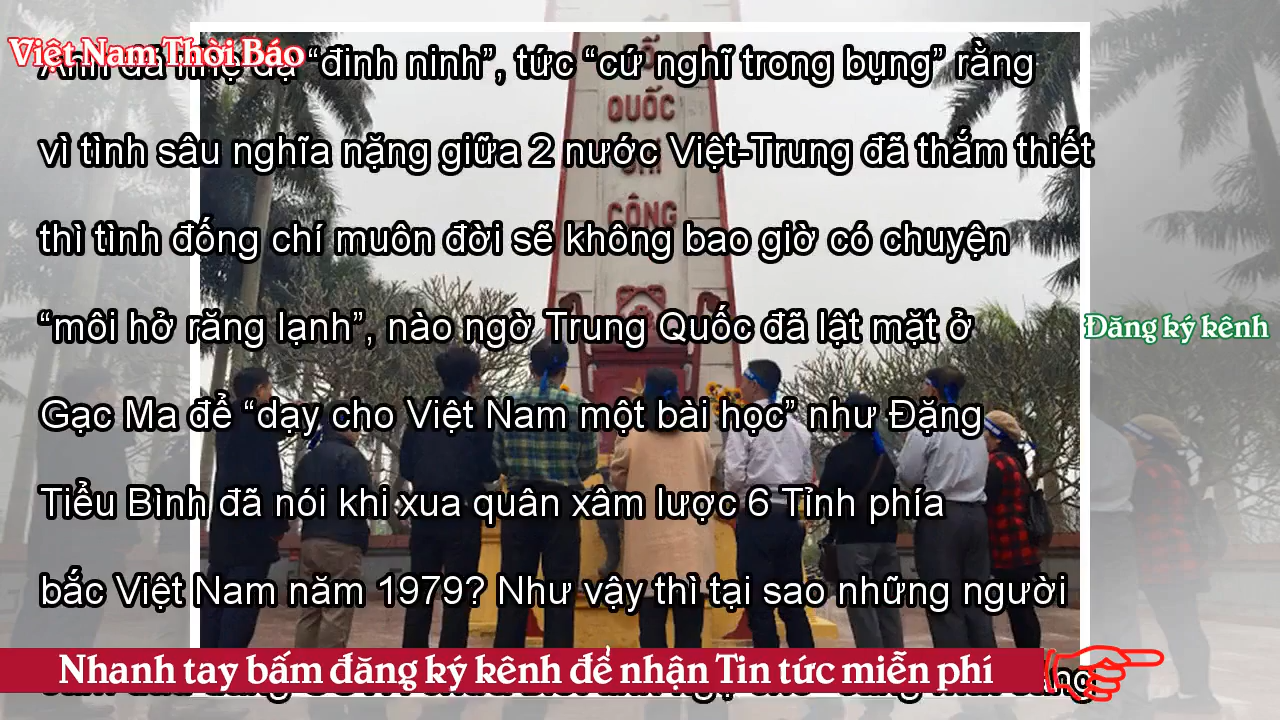 Việt Nam Thời Báo
“đinh ninh”, tức “cứ nghĩ trong bụng” rằng
vì tình sâu nghĩa nặng giữa 2 nước Việt-Trung đã thắm thiết
thì tình đống chí muôn đời sẽ không bao giờ có chuyện
“môi hở răng lạnh”, nào ngờ Trung Quốc đã lật mặt ở
Gạc Ma để “dạy cho Việt Nam một bài học” như Đặng
Tiểu Bình đã nói khi xua quân xâm lược 6 Tỉnh phía
bắc Việt Nam năm 1979? Như vậy thì tại sao những người
QUỐC
CÔNG
Đăng ký kênh
Nhanh tay bấm đăng ký kênh để nhận Tin tức miễn phí